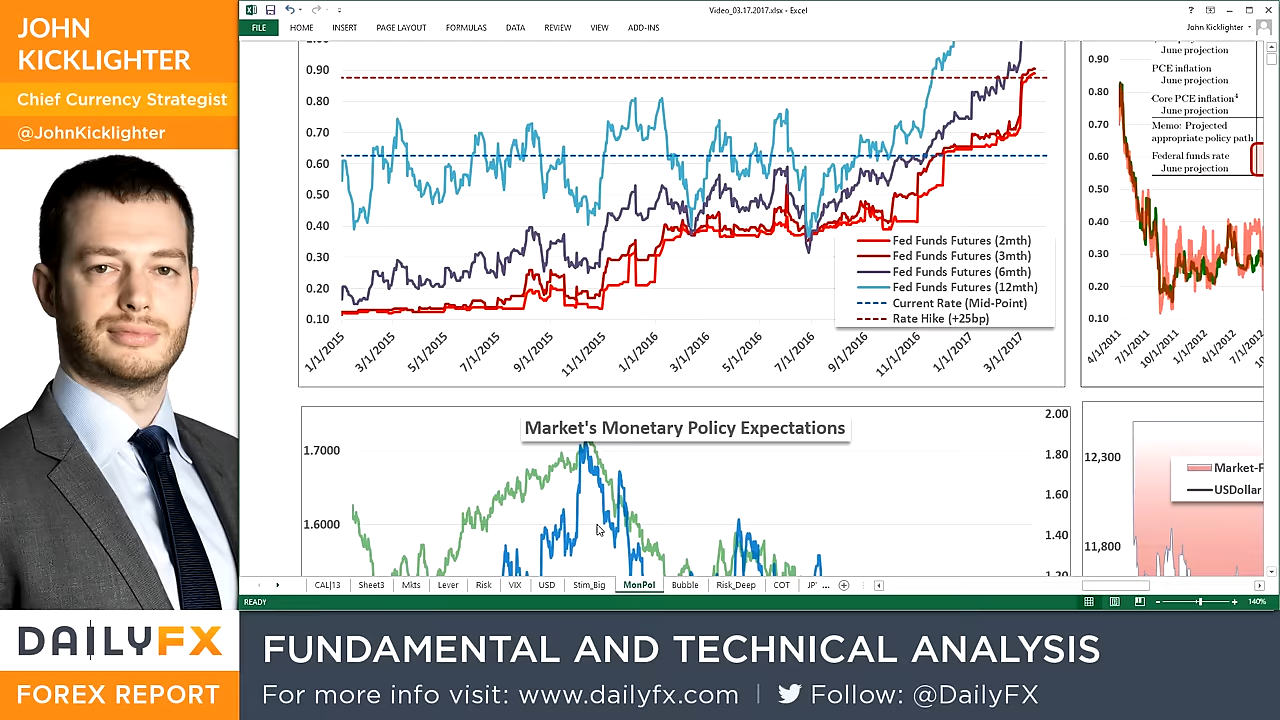 JOHN
KICKLIGHTER
Chief Currency Strategist
@JohnKicklighter
DAILYFX
FOREX REPORT
Video_03.17.2017.xlsx - Excel
FILE HOME INSERT PAGE LAYOUT FORMULAS DATA REVIEW VIEW ADD-INS
John Kicklighter
0.90
0.80
0.70
0.60
0.50
0.40
0.30
0.20
0.10
1/1/2015 3/1/2015 5/1/2015 7/1/2015 9/1/2015 11/1/2015 1/1/2016 3/1/2016 5/1/2016 7/1/2016 9/1/2016 11/1/2016 1/1/2017 3/1/2017
Fed Funds Futures (2mth)
Fed Funds Futures (3mth)
Fed Funds Futures (6mth)
Fed Funds Futures (12mth)
Current Rate (Mid-Point)
Rate Hike (+25bp)
June projection
PCE inflation
June projection
Core PCE inflation⁴
June projection
Memo: Projected
appropriate policy path
Federal funds rate
June projection
0.90
0.80
0.70
0.60
0.50
0.40
0.30
0.20
0.10
4/1/2011 7/1/2011 10/1/2011 1/1/2012 4/1/2012 7/1/2012
Market's Monetary Policy Expectations
1.7000
1.6000
2.00
1.80
1.60
1.40
1.20
12,300
11,800
Market-P
USDollar
CAL|13 Sheet3 Mkts Lever Risk VIX USD Stim_Big MonPol Bubble Risk_Deep COT JP' ...
READY
140%
FUNDAMENTAL AND TECHNICAL ANALYSIS
For more info visit: www.dailyfx.com | Follow: @DailyFX